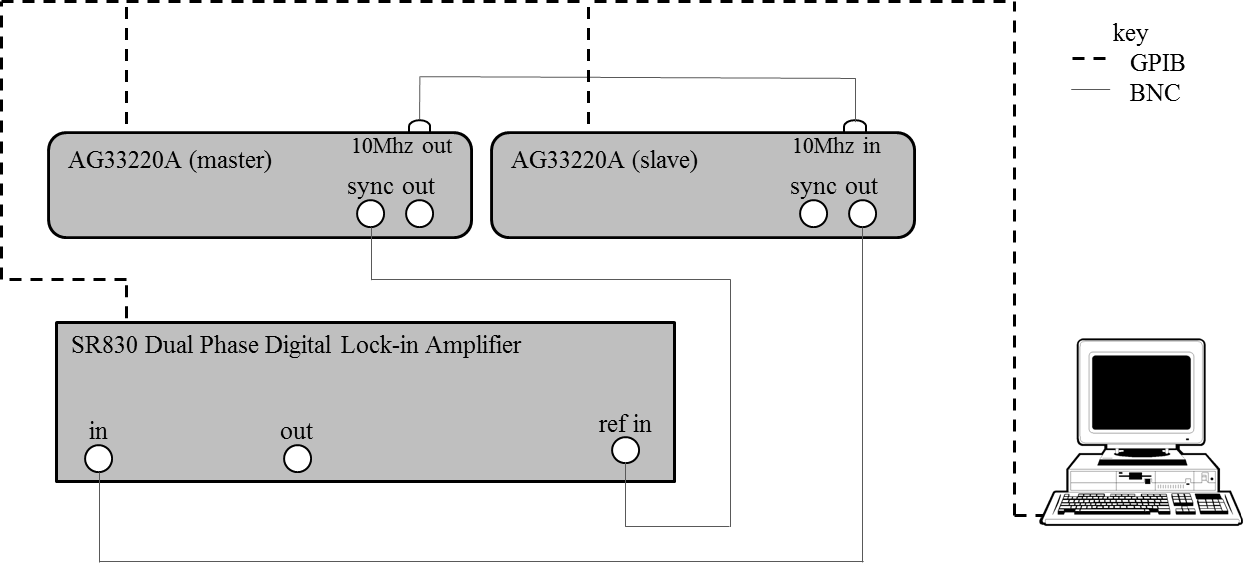 key
GPIB
BNC
10Mhz out
10Mhz in
AG33220A (master)
AG33220A (slave)
sync out
sync out
SR830 Dual Phase Digital Lock-in Amplifier
in
out
ref in